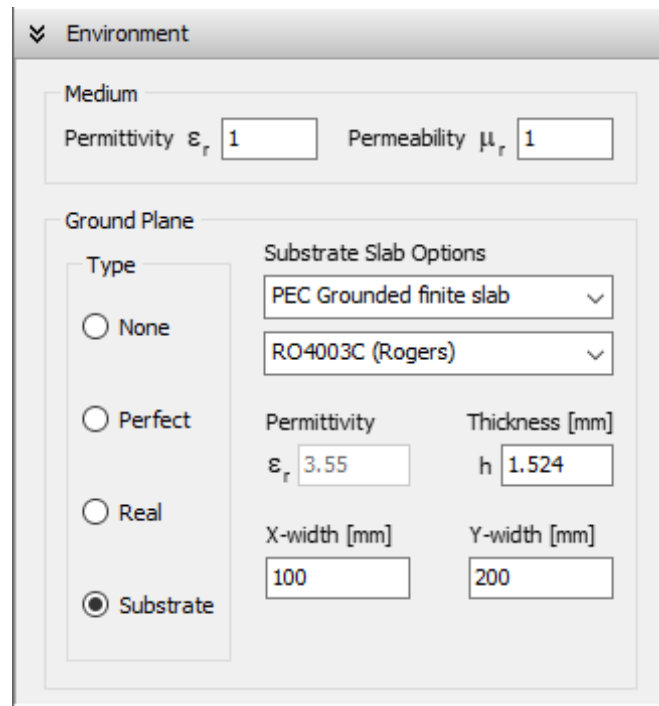 Environment
Medium
Permittivity εr 1 Permeability μr 1
Ground Plane
Type
None
Perfect
Real
Substrate
Substrate Slab Options
PEC Grounded finite slab
RO4003C (Rogers)
Permittivity Thickness [mm]
εr 3.55 h 1.524
X-width [mm] Y-width [mm]
100 200